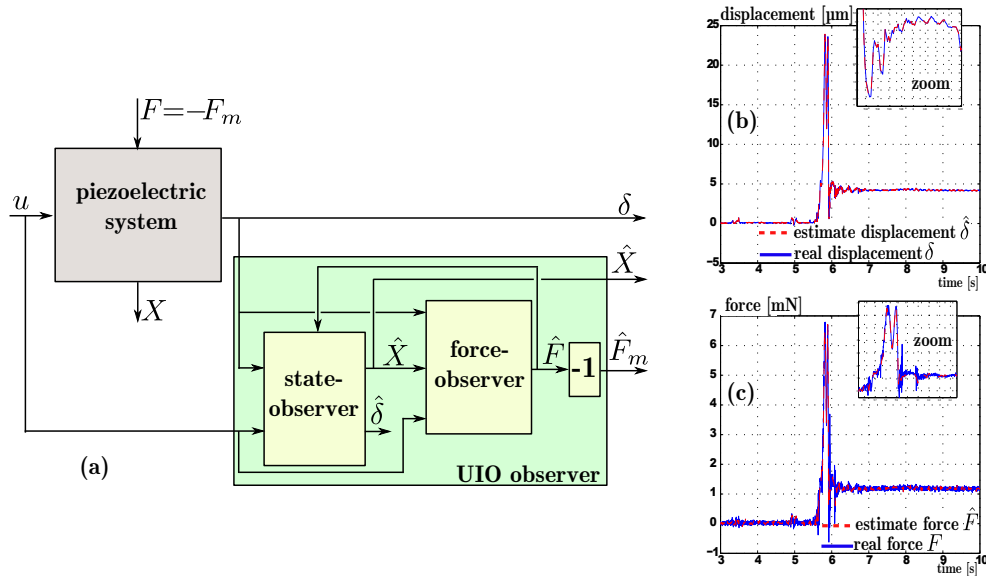 F=−F_m
piezoelectric
system
u
δ
X
X̂
state-
observer
X̂
δ̂
force-
observer
F̂
-1
F̂_m
UIO observer
(a)
displacement [µm]
25
20
15
10
5
0
−5
zoom
(b)
estimate displacement δ̂
real displacement δ
3 4 5 6 7 8 9 10
time [s]
force [mN]
7
6
5
4
3
2
1
0
−1
zoom
(c)
estimate force F̂
real force F
3 4 5 6 7 8 9 10
time [s]